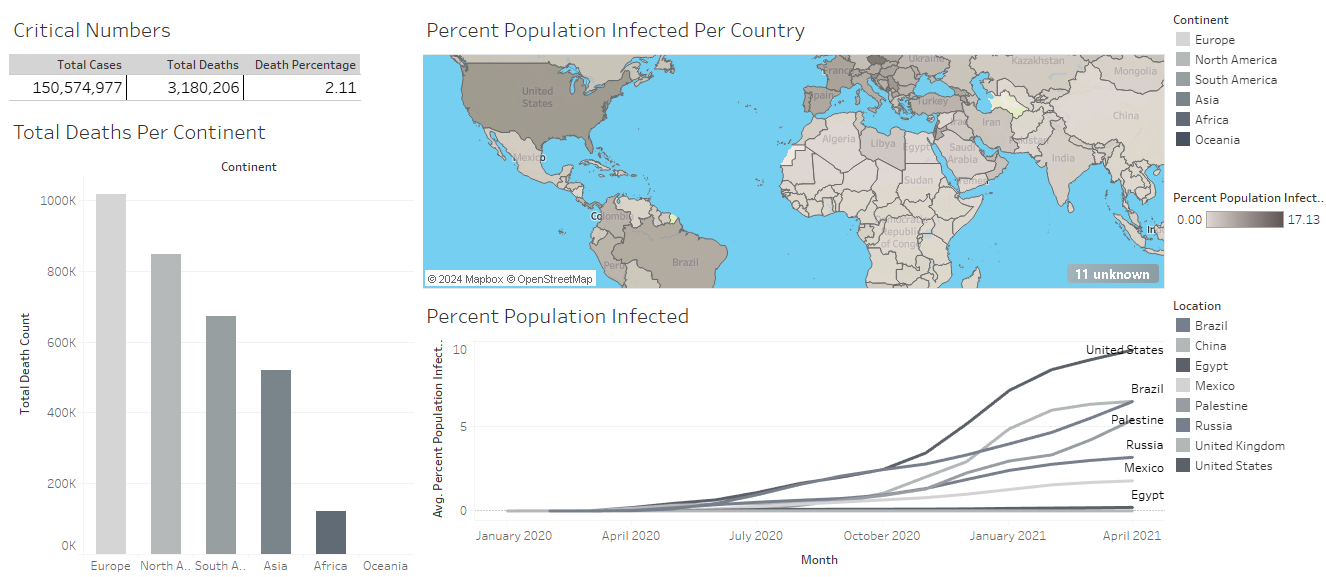 Critical Numbers
Total Cases
Total Deaths
Death Percentage
150,574,977
3,180,206
2.11
Total Deaths Per Continent
Continent
Total Death Count
1000K
800K
600K
400K
200K
0K
Europe
North A..
South A..
Asia
Africa
Oceania
Percent Population Infected Per Country
United
States
Mexico
Colombia
Peru
Brazil
France
Spain
Ukraine
Turkey
Kazakhstan
Mongolia
China
Iran
Pakistan
India
Algeria
Libya
Egypt
Saudi
Arabia
Sudan
Yemen
Democratic
Republic
of Congo
© 2024 Mapbox © OpenStreetMap
11 unknown
Percent Population Infected
Avg. Percent Population Infect..
10
5
0
United States
Brazil
Palestine
Russia
Mexico
Egypt
January 2020
April 2020
July 2020
October 2020
January 2021
April 2021
Month
Continent
Europe
North America
South America
Asia
Africa
Oceania
Percent Population Infect..
0.00
17.13
Location
Brazil
China
Egypt
Mexico
Palestine
Russia
United Kingdom
United States